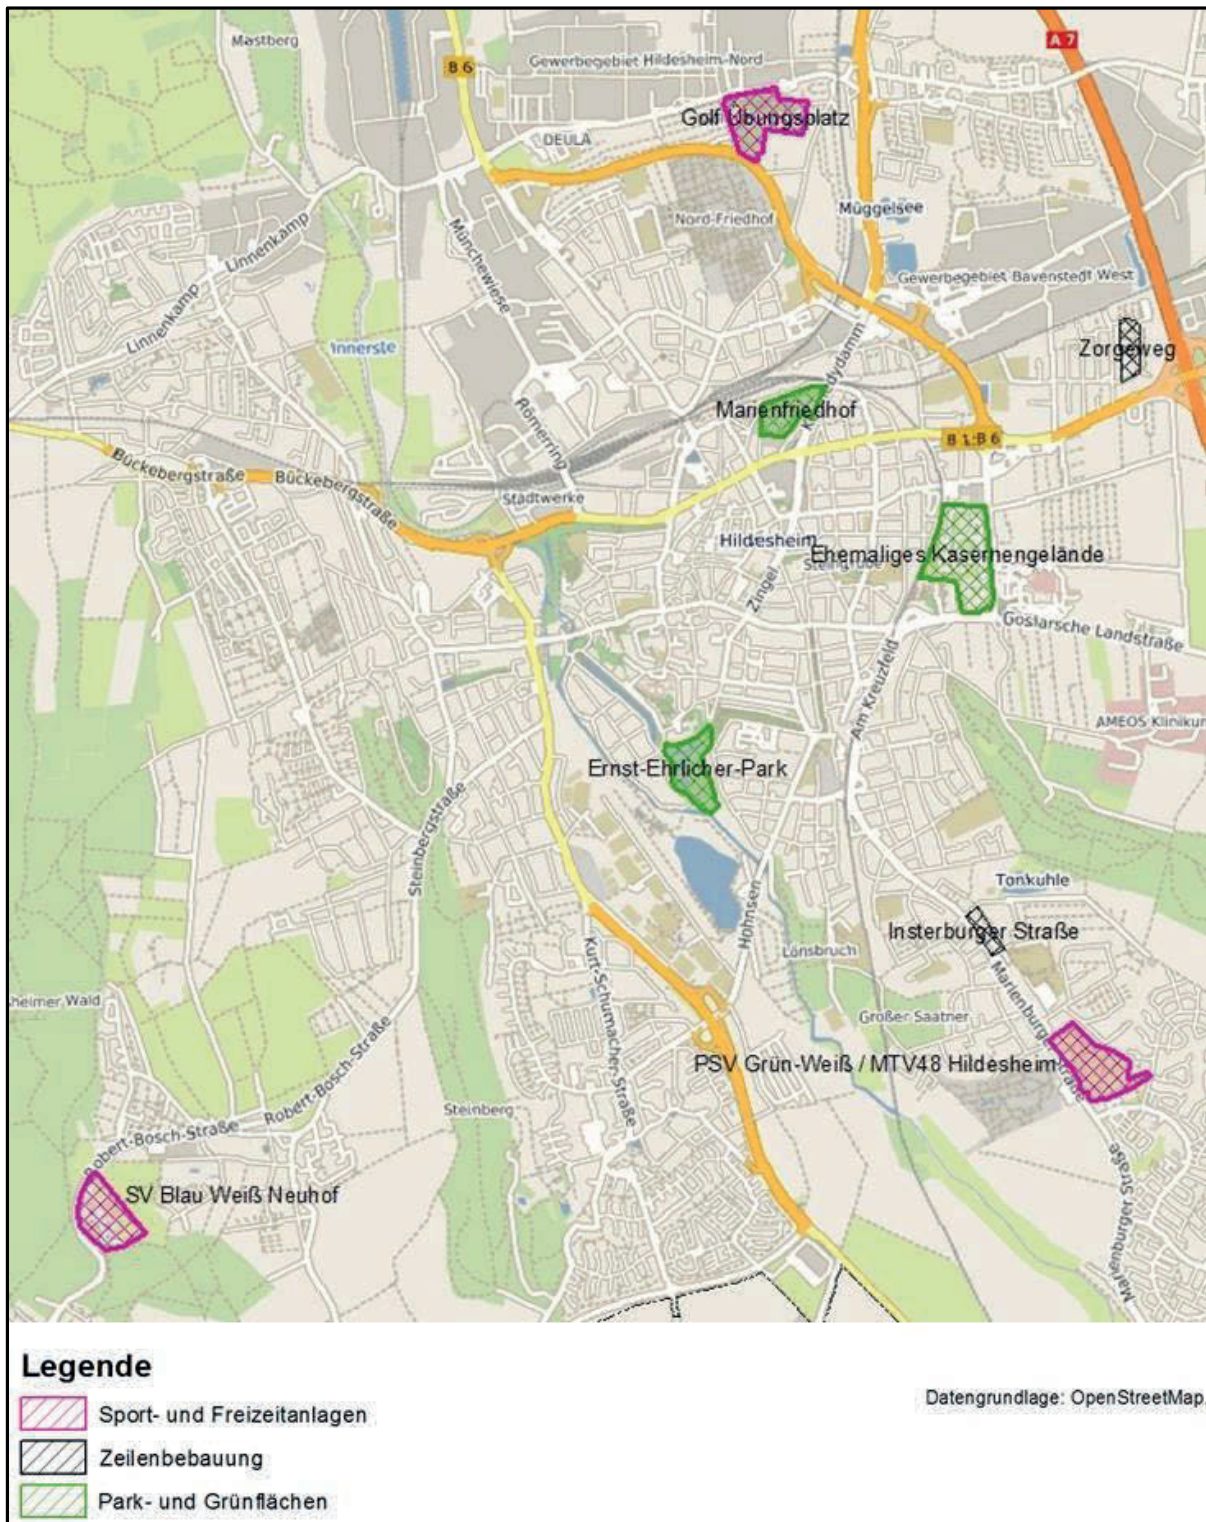 Mastberg
A 7
B 6
Gewerbegebiet Hildesheim-Nord
Golf Übungsplatz
DEULA
Müggelsee
Nord-Friedhof
Linnenkamp
Münchewiese
Gewerbegebiet Bavenstedt West
Linnenkamp
Innerste
Zorgeweg
Marienfriedhof
Römerring
B 1;B 6
Bückebergstraße
Bückebergstraße
Stadtwerke
Hildesheim
Ehemaliges Kasernengelände
Zingel
Goslarsche Landstraße
Am Kreuzfeld
AMEOS Klinikum
Ernst-Ehrlicher-Park
Steinbergstraße
Tonkuhle
Hohnsen
Insterburger Straße
Lönsbruch
Kurt-Schumacher-Straße
sheimer Wald
Großer Saatner
PSV Grün-Weiß / MTV48 Hildesheim
Robert-Bosch-Straße
Steinberg
Robert-Bosch-Straße
Marienburger Straße
SV Blau Weiß Neuhof
Legende
Datengrundlage: OpenStreetMap.
Sport- und Freizeitanlagen
Zeilenbebauung
Park- und Grünflächen